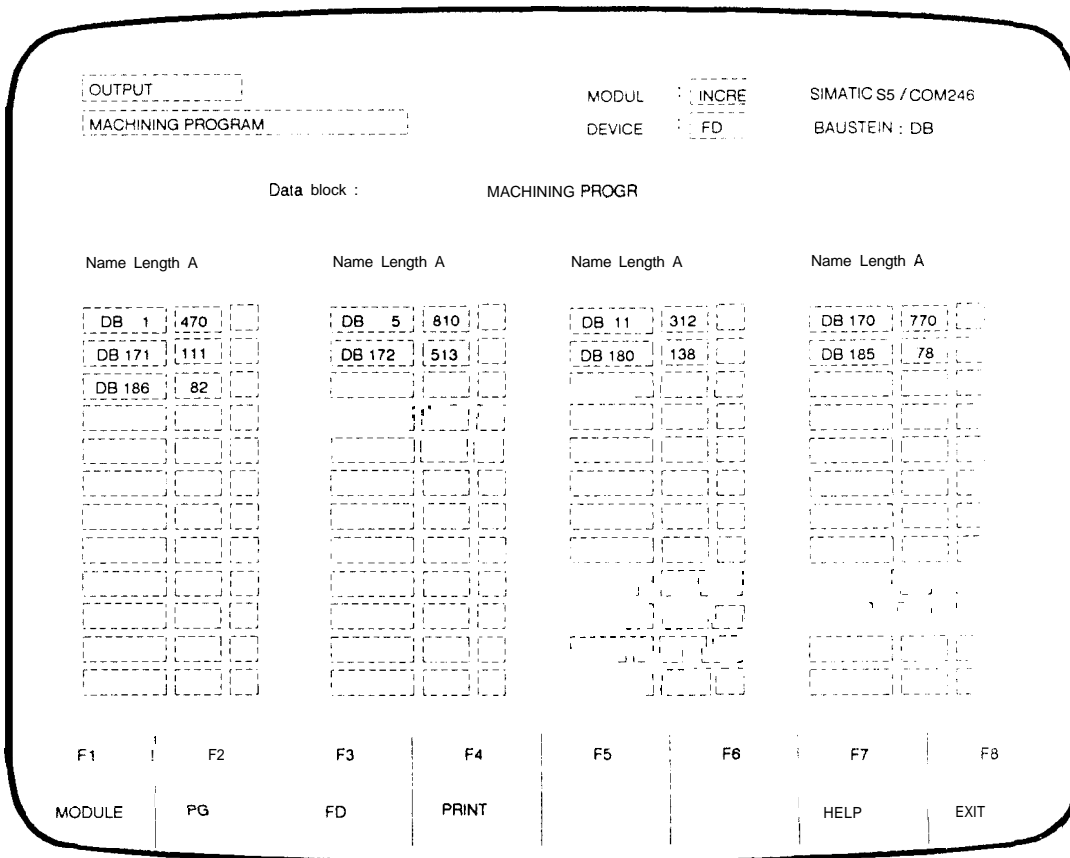 OUTPUT MODUL : INCRE SIMATIC S5 / COM246
MACHINING PROGRAM DEVICE : FD BAUSTEIN : DB
Data block : MACHINING PROGR
Name Length A Name Length A Name Length A Name Length A
DB 1 470 DB 5 810 DB 11 312 DB 170 770
DB 171 111 DB 172 513 DB 180 138 DB 185 78
DB 186 82
F1 F2 F3 F4 F5 F6 F7 F8
MODULE PG FD PRINT HELP EXIT